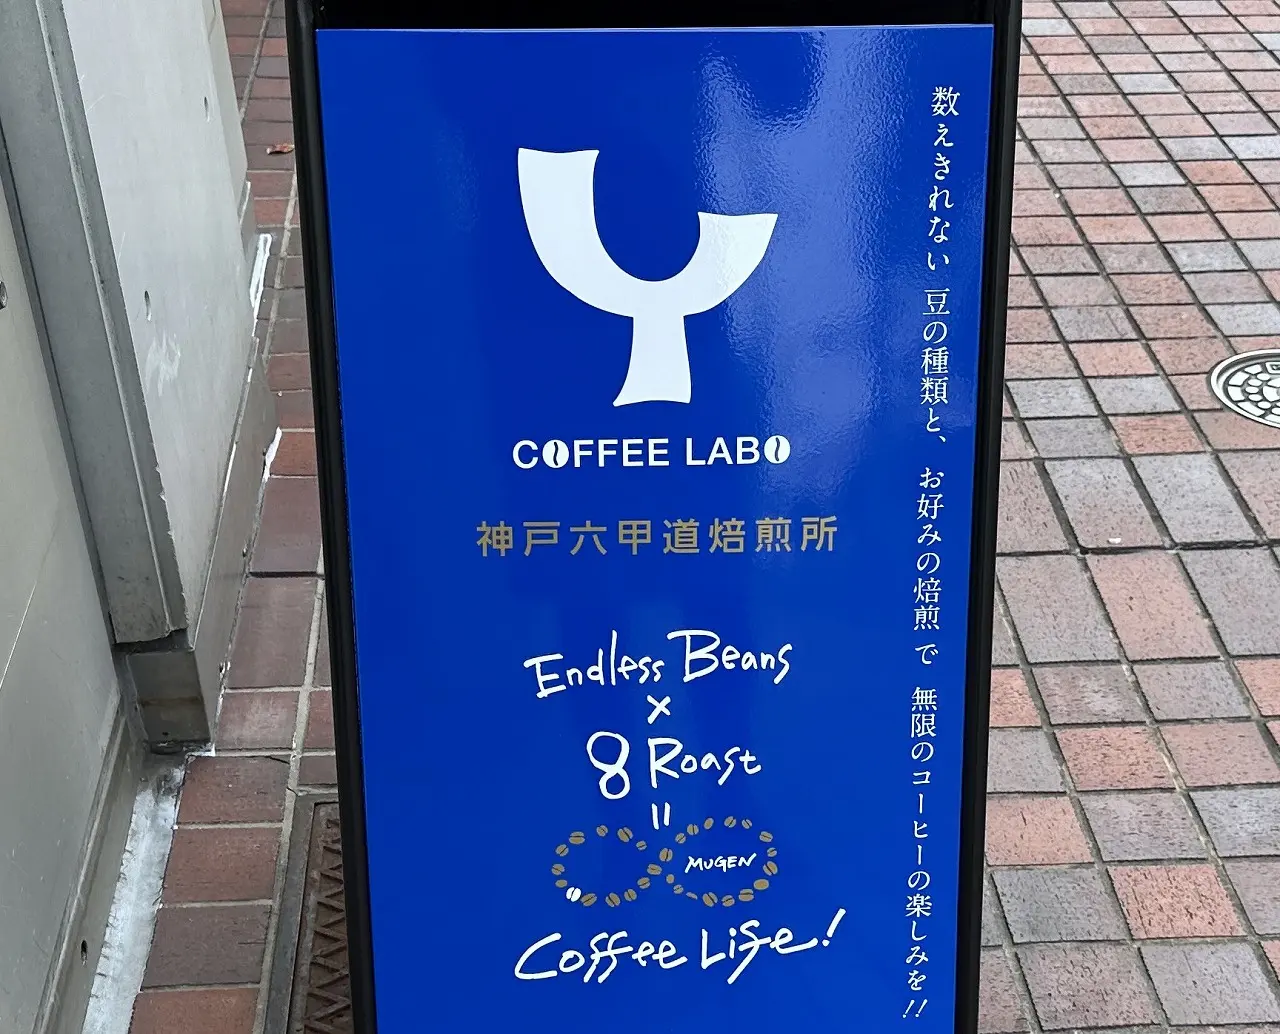 COFFEE LABO
神戸六甲道焙煎所
Endless Beans
×
8 Roast
=
MUGEN
Coffee Life!
数えきれない 豆の種類と、お好みの焙煎で 無限のコーヒーの楽しみを!!